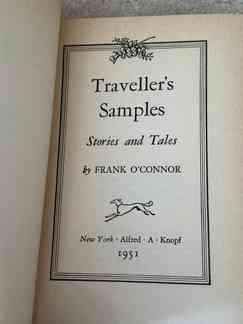 Traveller's
Samples
Stories and Tales
by FRANK O'CONNOR
New York · Alfred · A · Knopf
1951